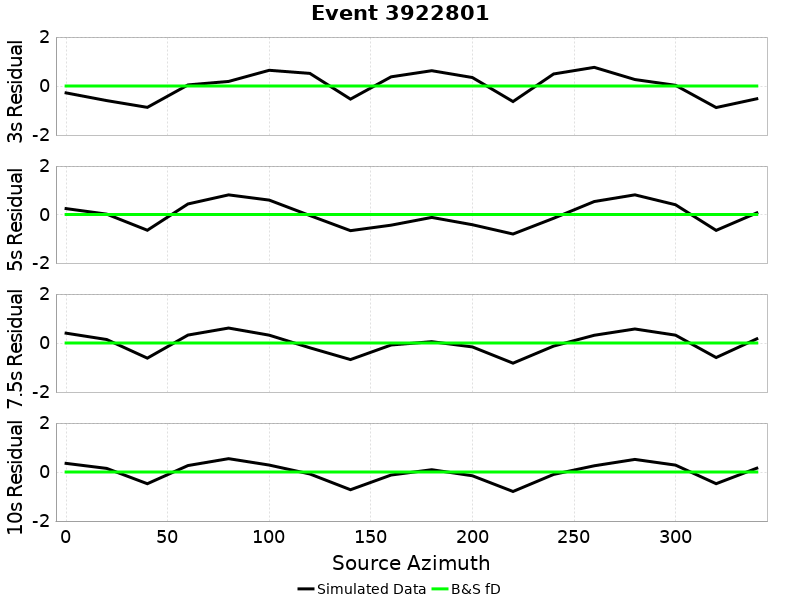 Event 3922801
3s Residual
2
0
-2
5s Residual
2
0
-2
7.5s Residual
2
0
-2
10s Residual
2
0
-2
0 50 100 150 200 250 300
Source Azimuth
Simulated Data B&S fD